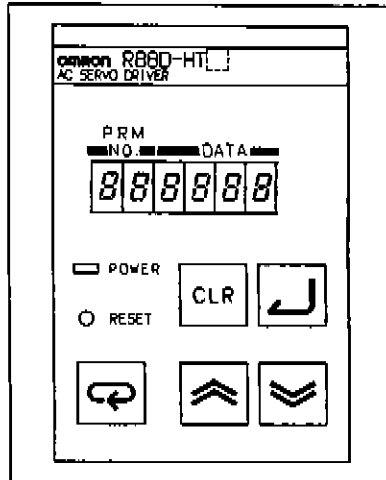 omron R88D-HT
AC SERVO DRIVER
PRM
NO. DATA
888888
POWER
CLR
RESET